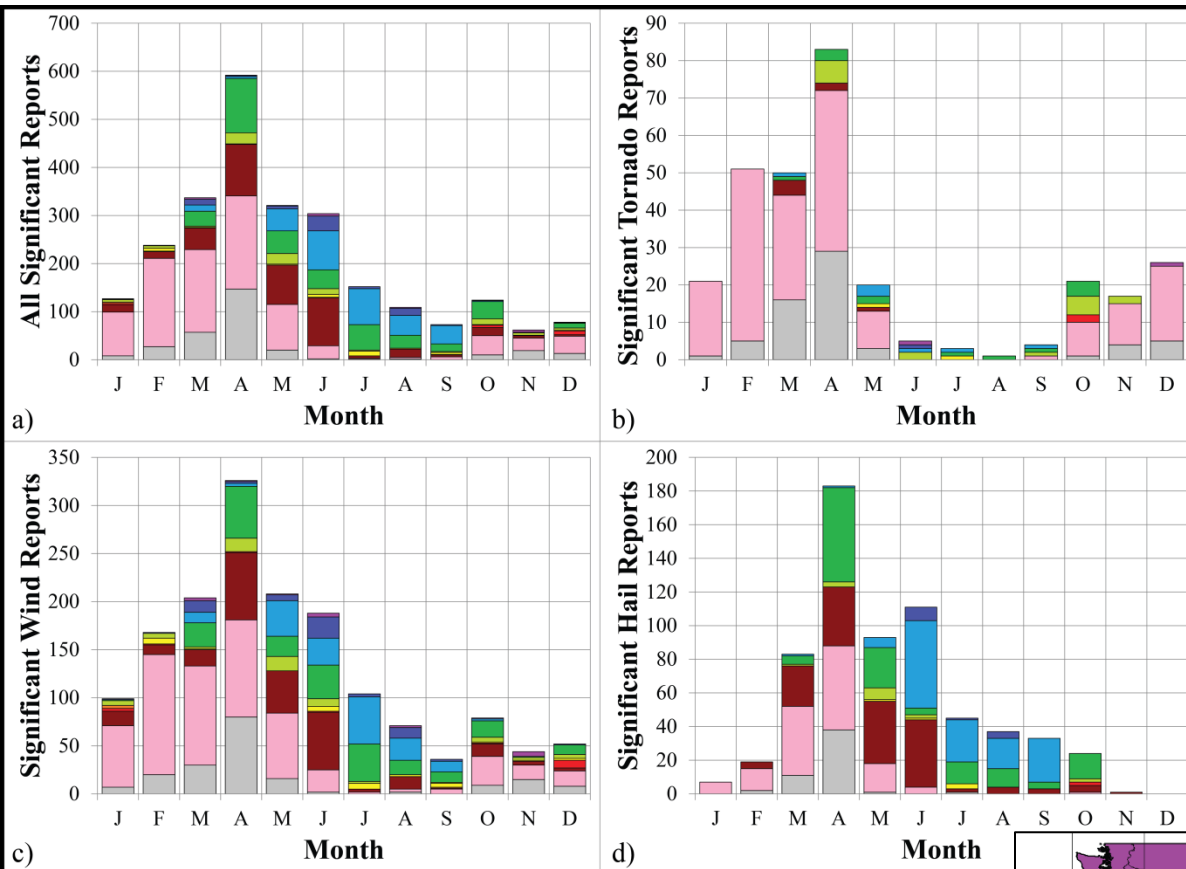 All Significant Reports
700
600
500
400
300
200
100
0
J F M A M J J A S O N D
Month
a)
Significant Tornado Reports
90
80
70
60
50
40
30
20
10
0
J F M A M J J A S O N D
Month
b)
Significant Wind Reports
350
300
250
200
150
100
50
0
J F M A M J J A S O N D
Month
c)
Significant Hail Reports
200
180
160
140
120
100
80
60
40
20
0
J F M A M J J A S O N D
Month
d)